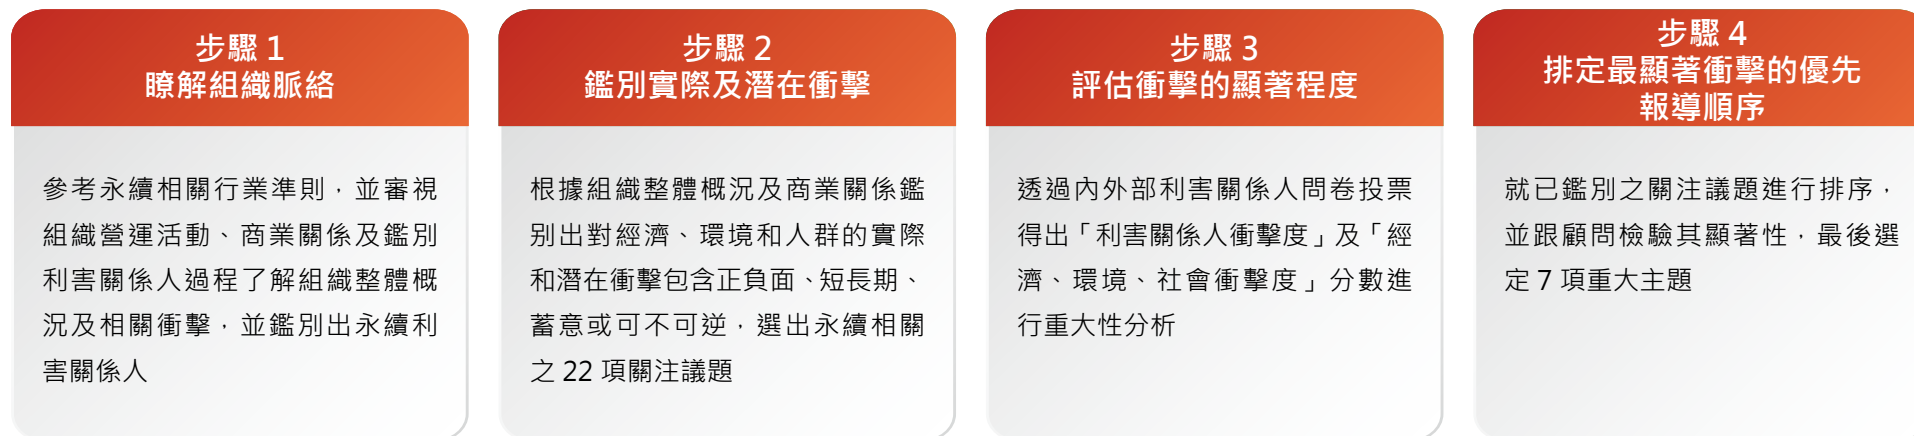 步驟 1
瞭解組織脈絡
參考永續相關行業準則，並審視
組織營運活動、商業關係及鑑別
利害關係人過程了解組織整體概
況及相關衝擊，並鑑別出永續利
害關係人
步驟 2
鑑別實際及潛在衝擊
根據組織整體概況及商業關係鑑
別出對經濟、環境和人群的實際
和潛在衝擊包含正負面、短長期、
蓄意或可不可逆，選出永續相關
之 22 項關注議題
步驟 3
評估衝擊的顯著程度
透過內外部利害關係人問卷投票
得出「利害關係人衝擊度」及「經
濟、環境、社會衝擊度」分數進
行重大性分析
步驟 4
排定最顯著衝擊的優先
報導順序
就已鑑別之關注議題進行排序，
並跟顧問檢驗其顯著性，最後選
定 7 項重大主題